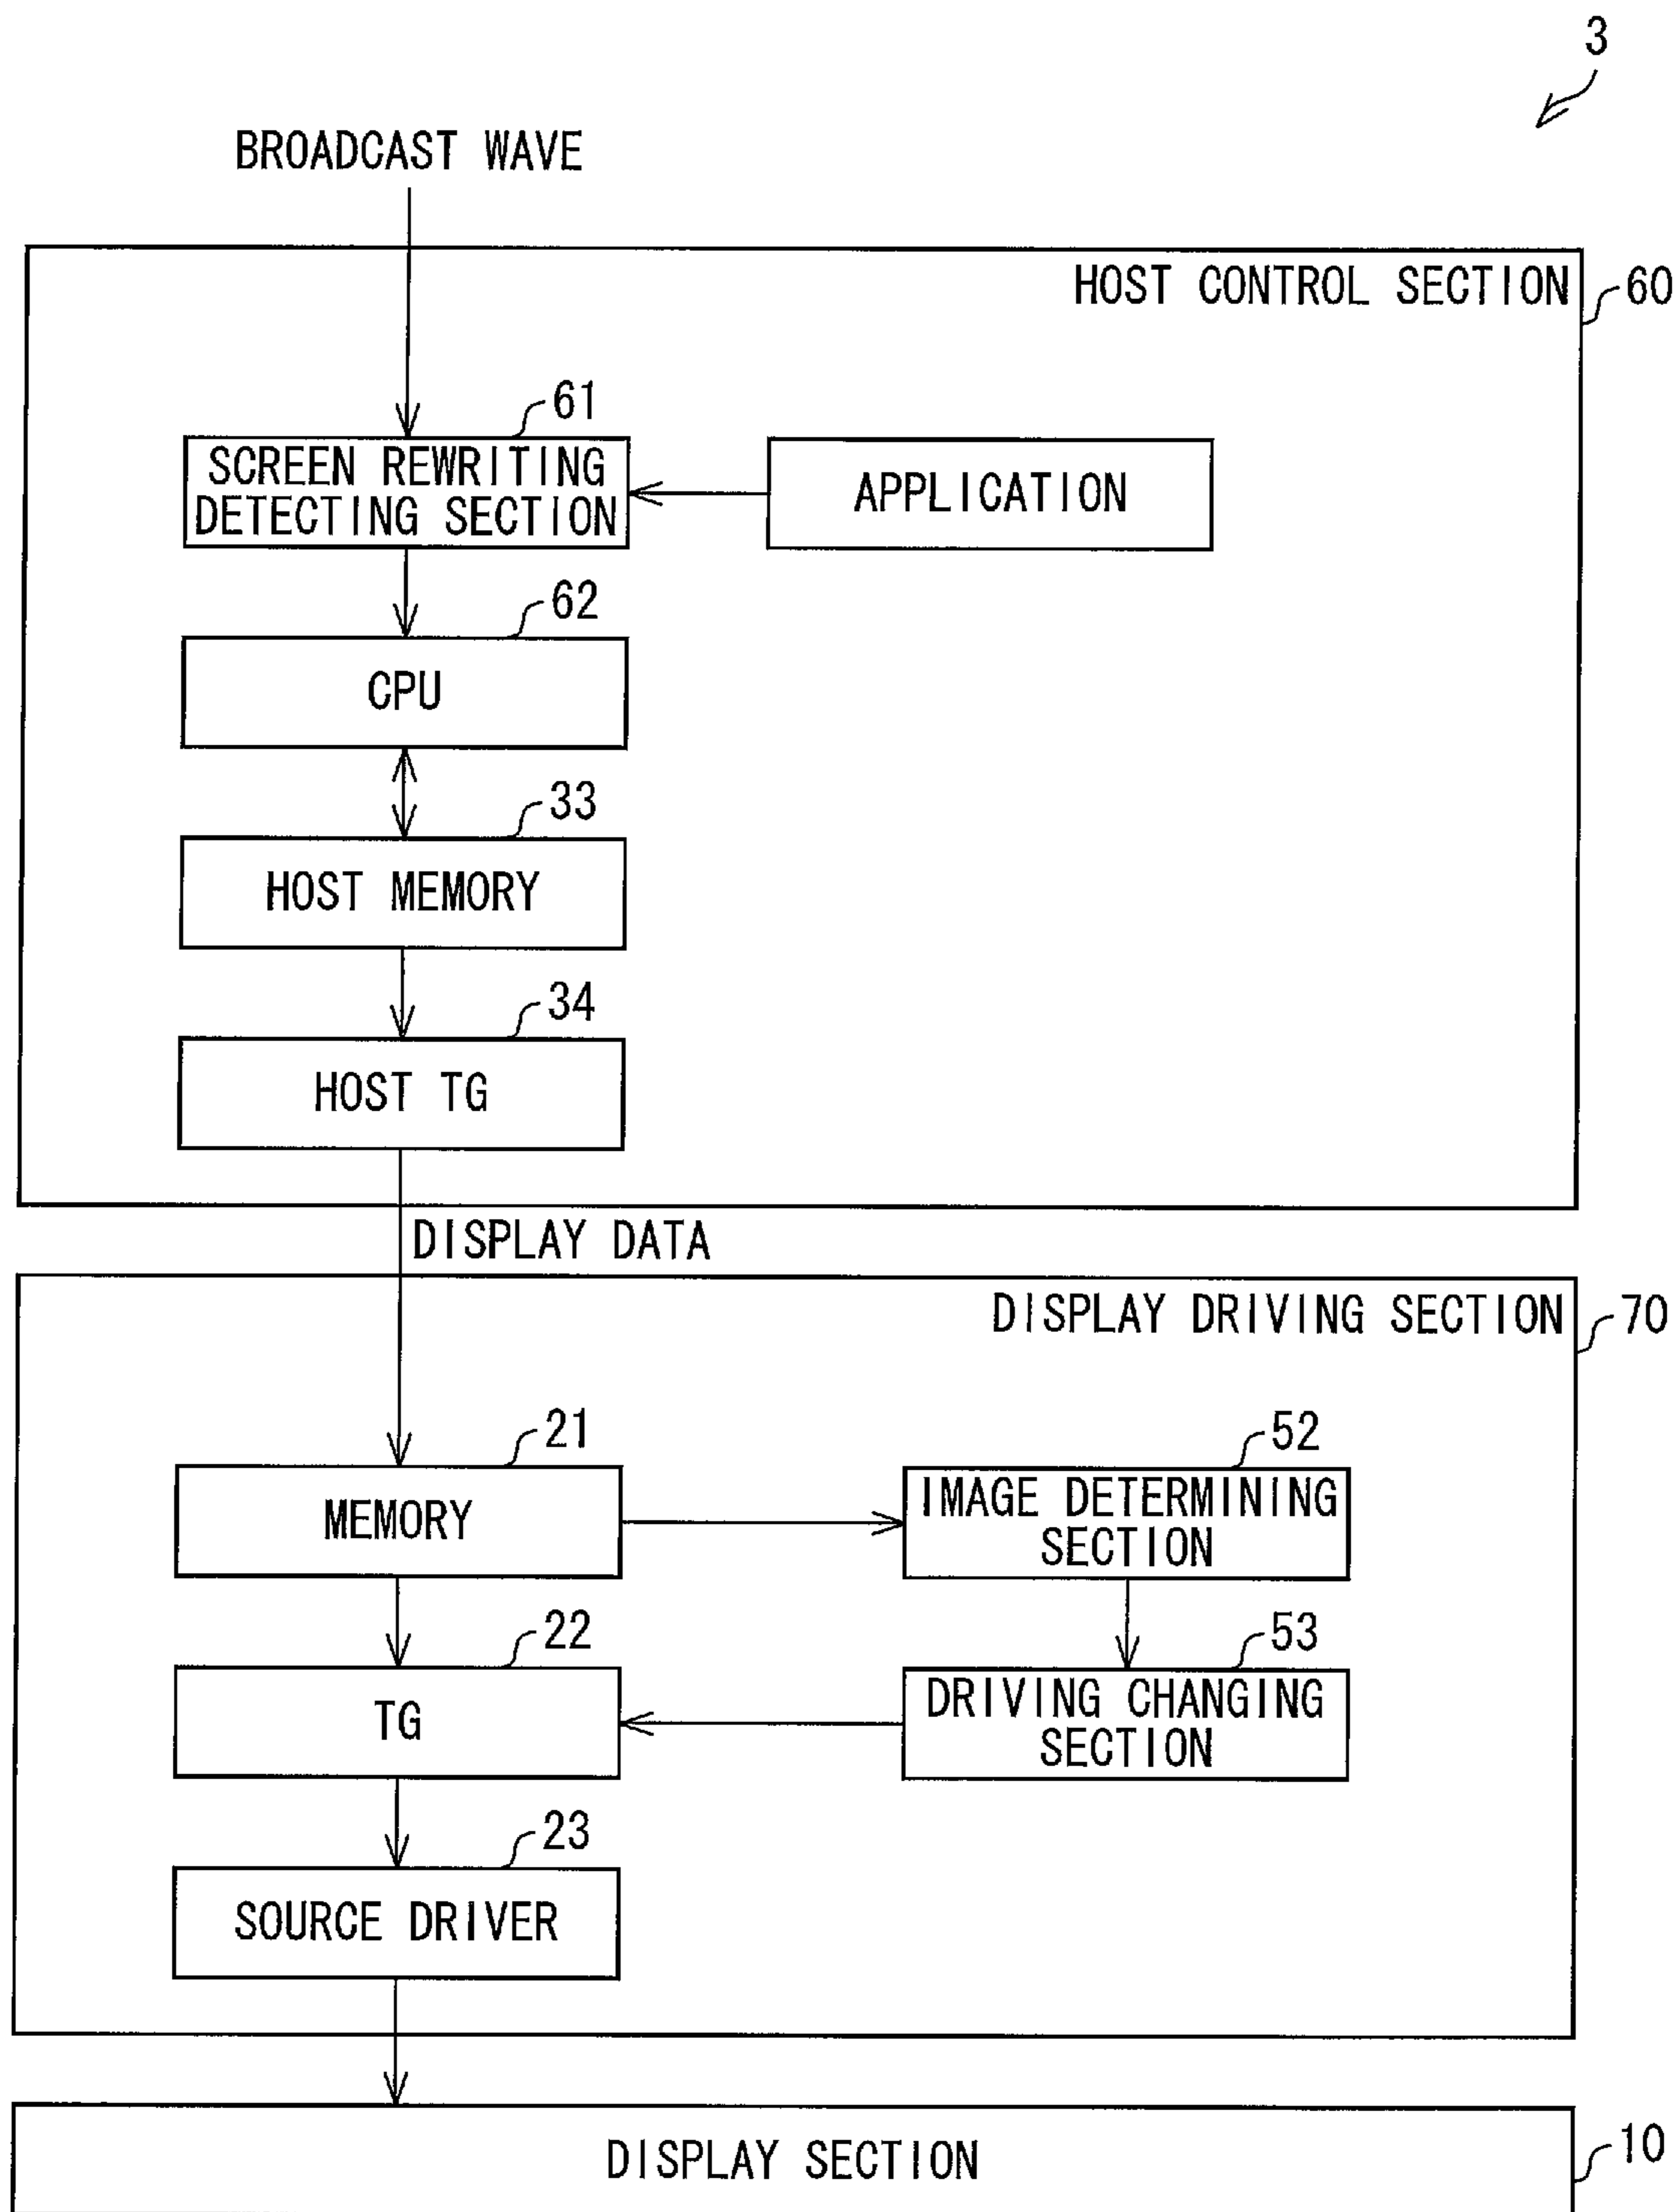 3
BROADCAST WAVE
HOST CONTROL SECTION
60
61
SCREEN REWRITING
DETECTING SECTION
APPLICATION
62
CPU
33
HOST MEMORY
34
HOST TG
DISPLAY DATA
DISPLAY DRIVING SECTION
70
21
MEMORY
52
IMAGE DETERMINING
SECTION
22
TG
53
DRIVING CHANGING
SECTION
23
SOURCE DRIVER
DISPLAY SECTION
10